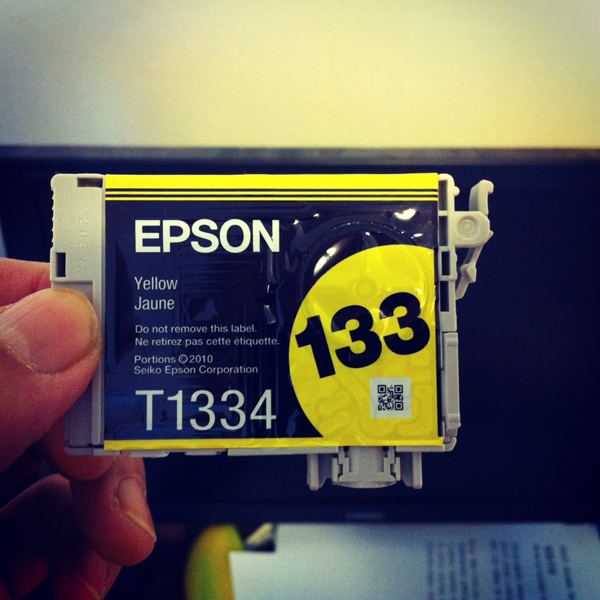 EPSON
Yellow
Jaune
133
Do not remove this label.
Ne retirez pas cette étiquette.
Portions ©2010
Seiko Epson Corporation
T1334